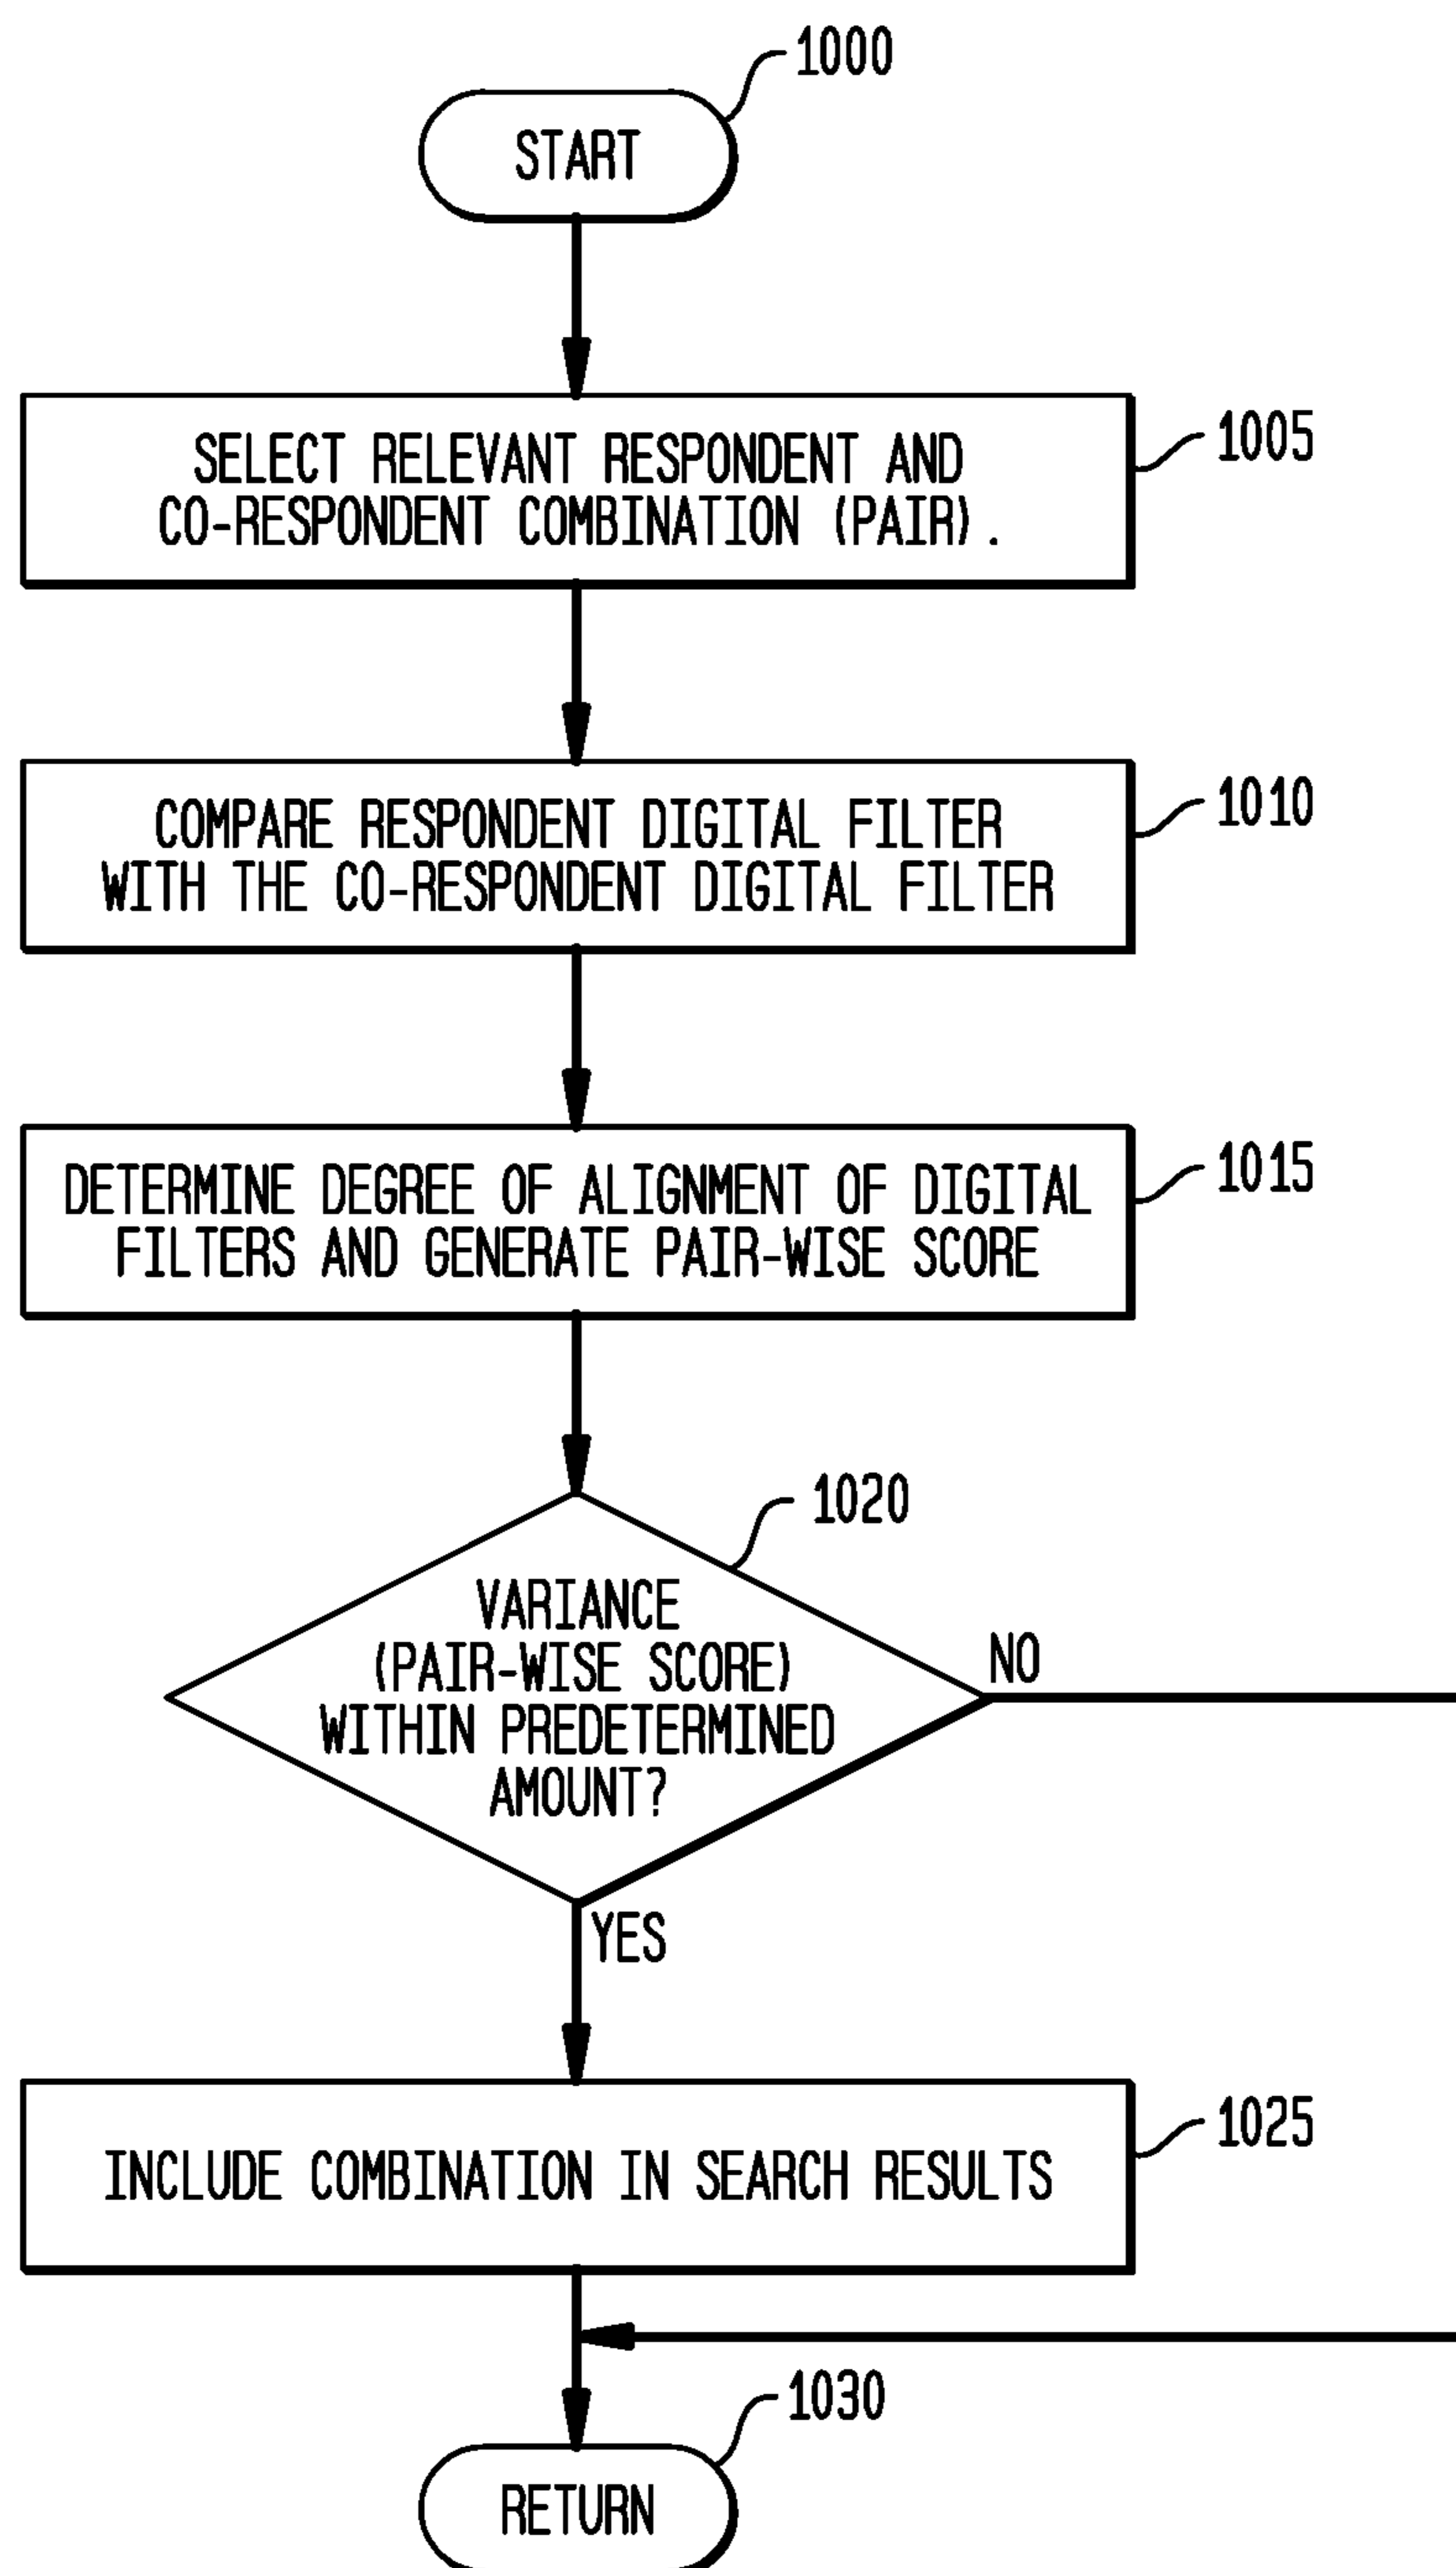 1000
START
SELECT RELEVANT RESPONDENT AND
CO-RESPONDENT COMBINATION (PAIR).
1005
COMPARE RESPONDENT DIGITAL FILTER
WITH THE CO-RESPONDENT DIGITAL FILTER
1010
DETERMINE DEGREE OF ALIGNMENT OF DIGITAL
FILTERS AND GENERATE PAIR-WISE SCORE
1015
1020
VARIANCE
(PAIR-WISE SCORE)
WITHIN PREDETERMINED
AMOUNT?
NO
YES
INCLUDE COMBINATION IN SEARCH RESULTS
1025
1030
RETURN